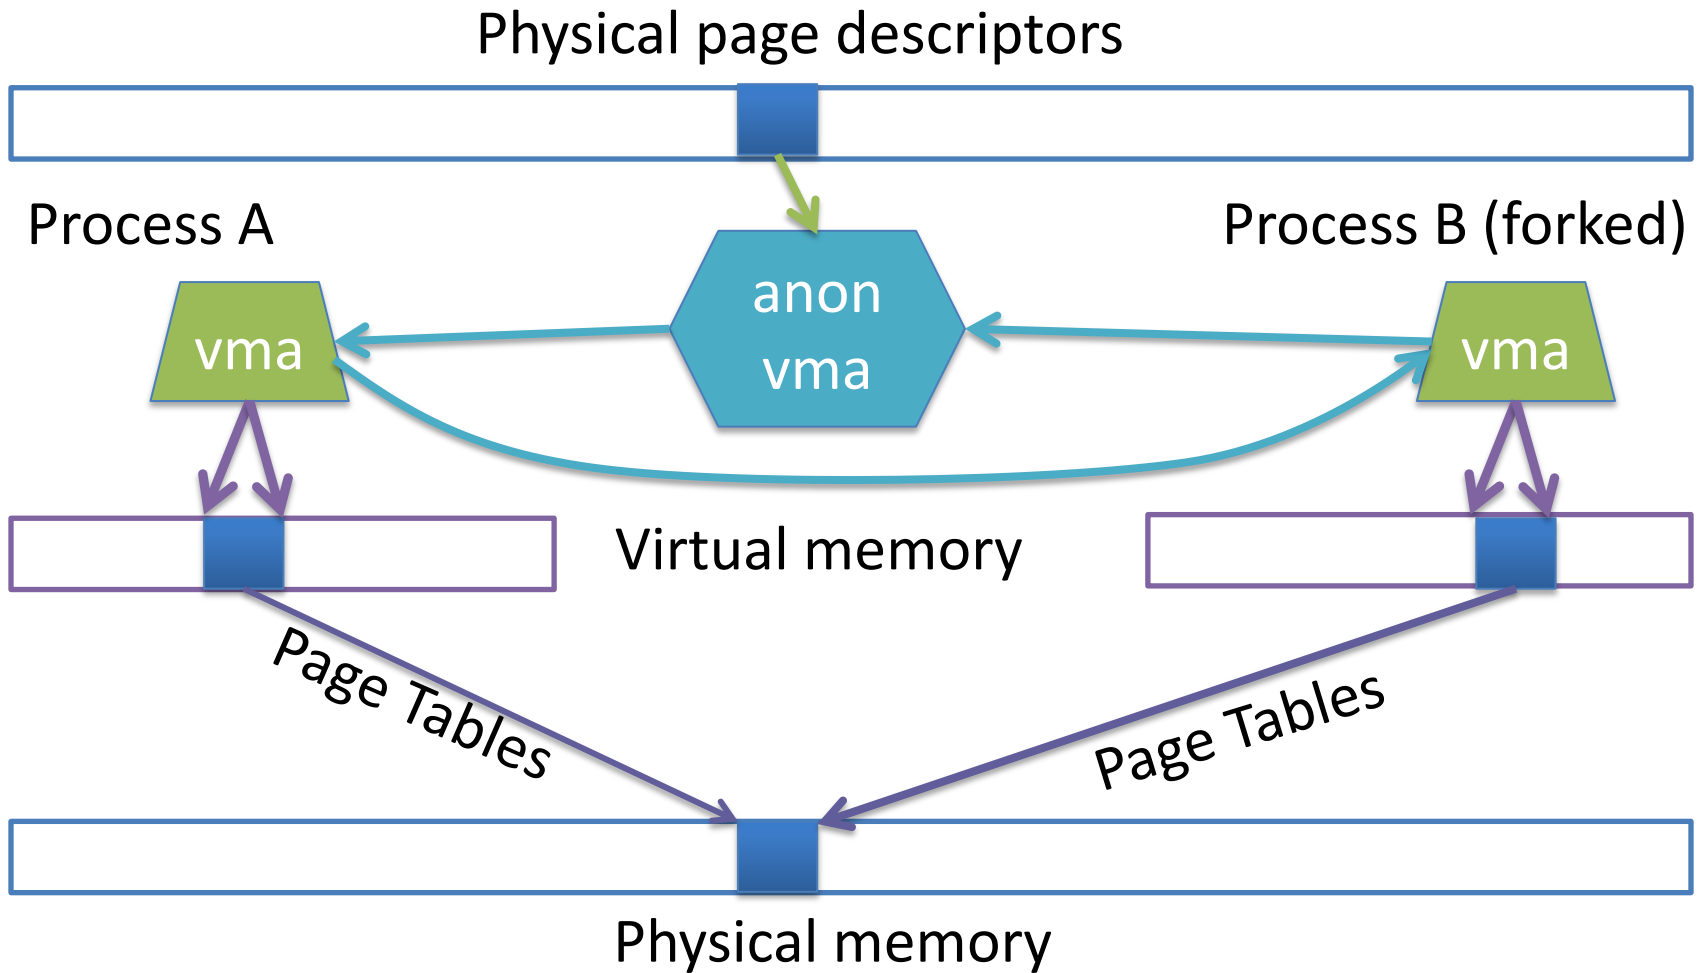 Physical page descriptors
Process A
Process B (forked)
anon
vma
vma
vma
Virtual memory
Page Tables
Page Tables
Physical memory